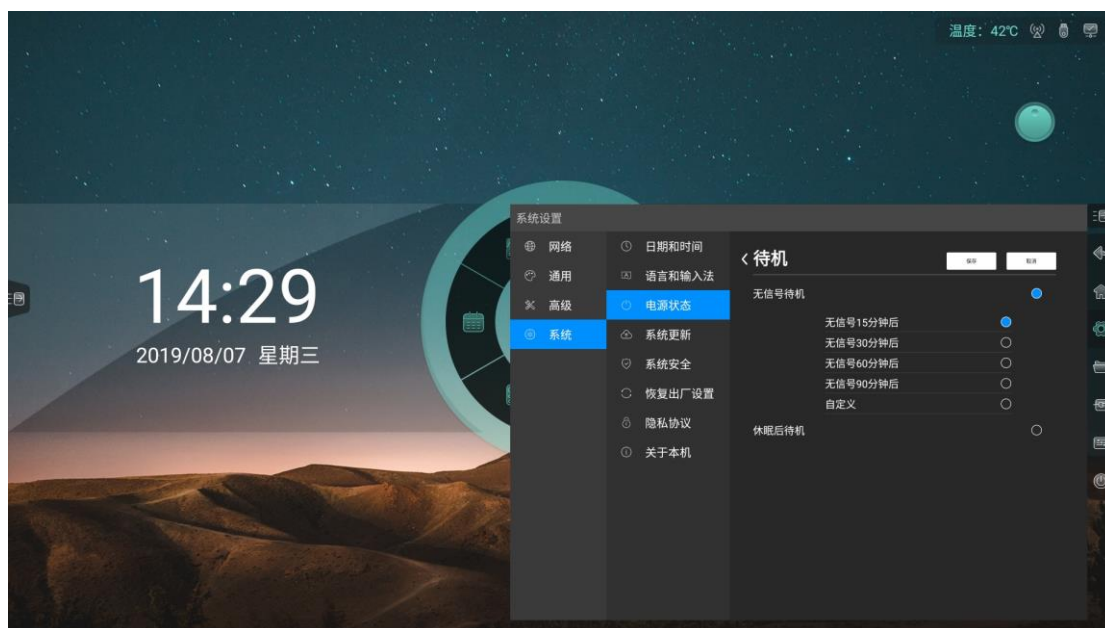 温度：42℃
14:29
2019/08/07 星期三
系统设置
网络
通用
高级
系统
日期和时间
语言和输入法
电源状态
系统更新
系统安全
恢复出厂设置
隐私协议
关于本机
待机
保存
取消
无信号待机
无信号15分钟后
无信号30分钟后
无信号60分钟后
无信号90分钟后
自定义
休眠后待机